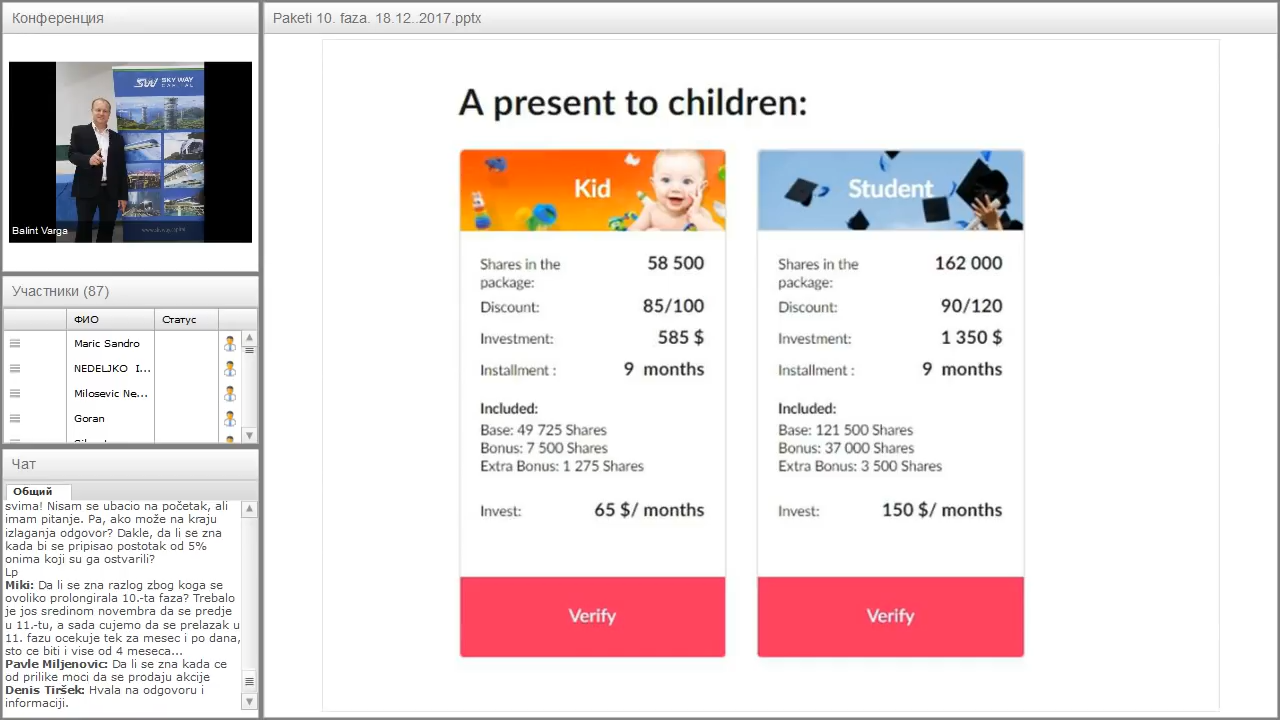 Конференция
SKY WAY
CAPITAL
Balint Varga
Участники (87)
ФИО
Статус
Maric Sandro
NEDELJKO I...
Milosevic Ne...
Goran
Чат
Общий
svima! Nisam se ubacio na početak, ali
imam pitanje. Pa, ako može na kraju
izlaganja odgovor? Dakle, da li se zna
kada bi se pripisao postotak od 5%
onima koji su ga ostvarili?
Lp
Miki: Da li se zna razlog zbog koga se
ovoliko prolongirala 10.-ta faza? Trebalo
je jos sredinom novembra da se predje
u 11.-tu, a sada cujemo da se prelazak u
11. fazu ocekuje tek za mesec i po dana,
sto ce biti i vise od 4 meseca...
Pavle Miljenovic: Da li se zna kada ce
od prilike moci da se prodaju akcije
Denis Tiršek: Hvala na odgovoru i
informaciji.
Paketi 10. faza. 18.12..2017.pptx
A present to children:
Kid
Shares in the
package: 58 500
Discount: 85/100
Investment: 585 $
Installment : 9 months
Included:
Base: 49 725 Shares
Bonus: 7 500 Shares
Extra Bonus: 1 275 Shares
Invest: 65 $/ months
Verify
Student
Shares in the
package: 162 000
Discount: 90/120
Investment: 1 350 $
Installment : 9 months
Included:
Base: 121 500 Shares
Bonus: 37 000 Shares
Extra Bonus: 3 500 Shares
Invest: 150 $/ months
Verify